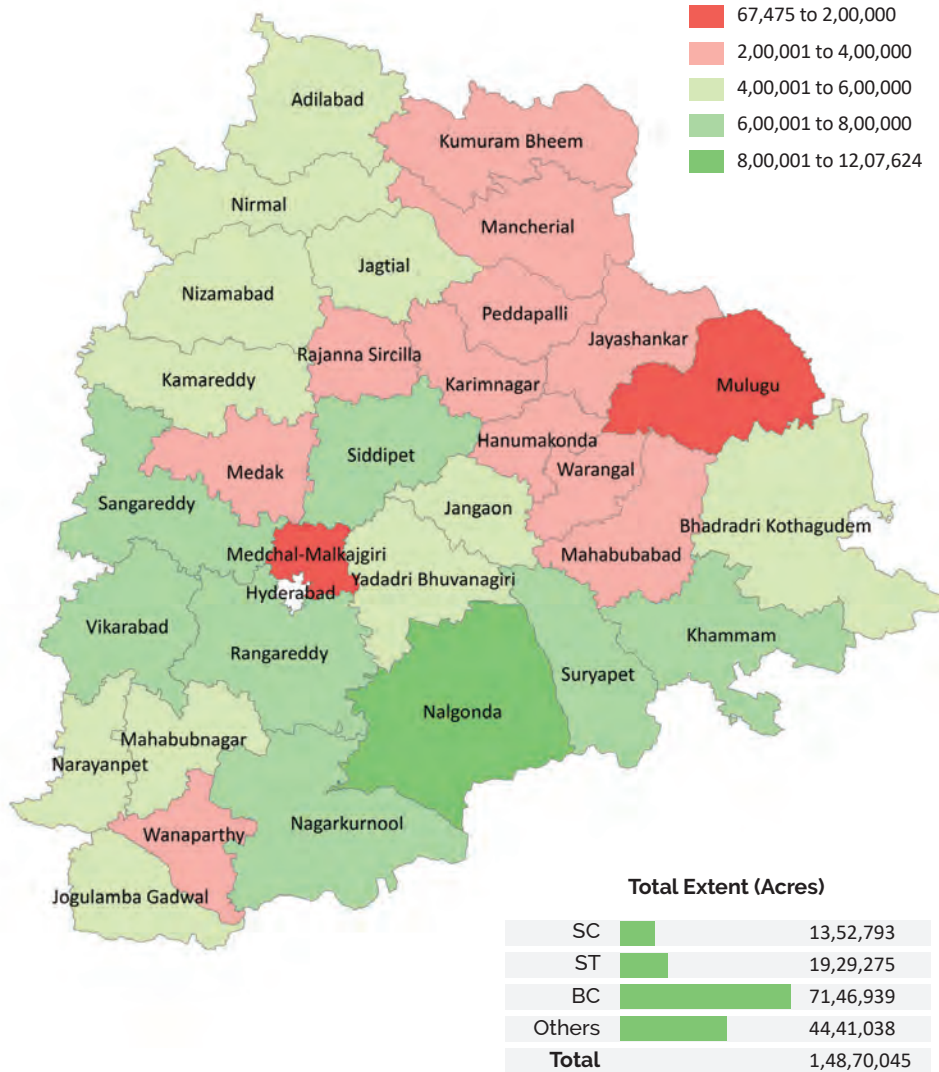 67,475 to 2,00,000
2,00,001 to 4,00,000
4,00,001 to 6,00,000
6,00,001 to 8,00,000
8,00,001 to 12,07,624
Adilabad
Kumuram Bheem
Nirmal
Mancherial
Jagtial
Nizamabad
Peddapalli
Jayashankar
Rajanna Sircilla
Kamareddy
Karimnagar
Mulugu
Hanumakonda
Siddipet
Medak
Warangal
Sangareddy
Jangaon
Bhadradri Kothagudem
Medchal-Malkajgiri
Mahabubabad
Yadadri Bhuvanagiri
Hyderabad
Vikarabad
Khammam
Rangareddy
Suryapet
Nalgonda
Mahabubnagar
Narayanpet
Nagarkurnool
Wanaparthy
Jogulamba Gadwal
Total Extent (Acres)
SC 13,52,793
ST 19,29,275
BC 71,46,939
Others 44,41,038
Total 1,48,70,045